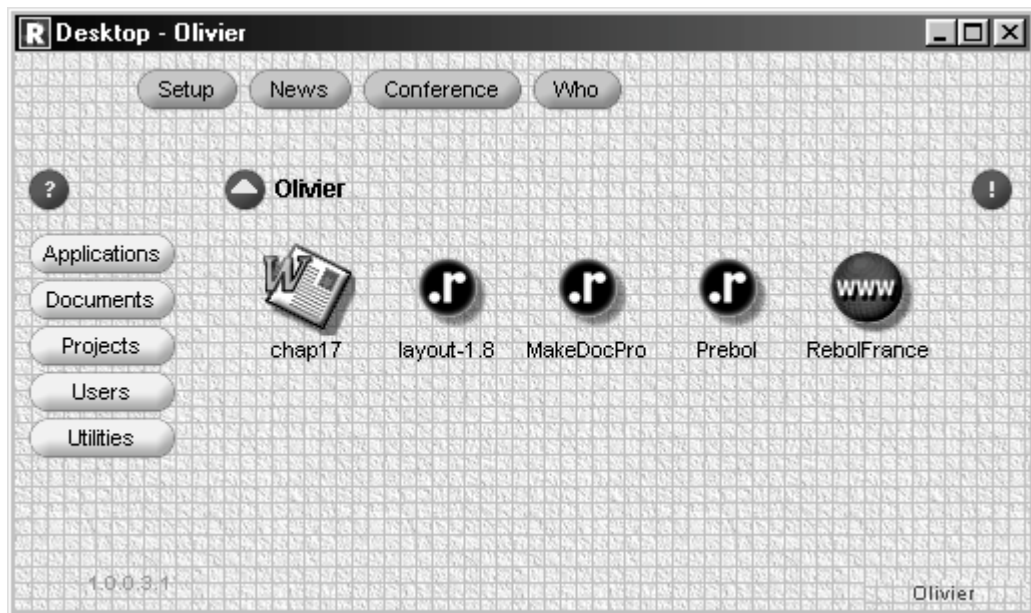 R Desktop - Olivier
Setup News Conference Who
? Olivier !
Applications
Documents
Projects
Users
Utilities
W .r .r .r www
chap17 layout-1.8 MakeDocPro Prebol RebolFrance
1.0.0.3.1
Olivier